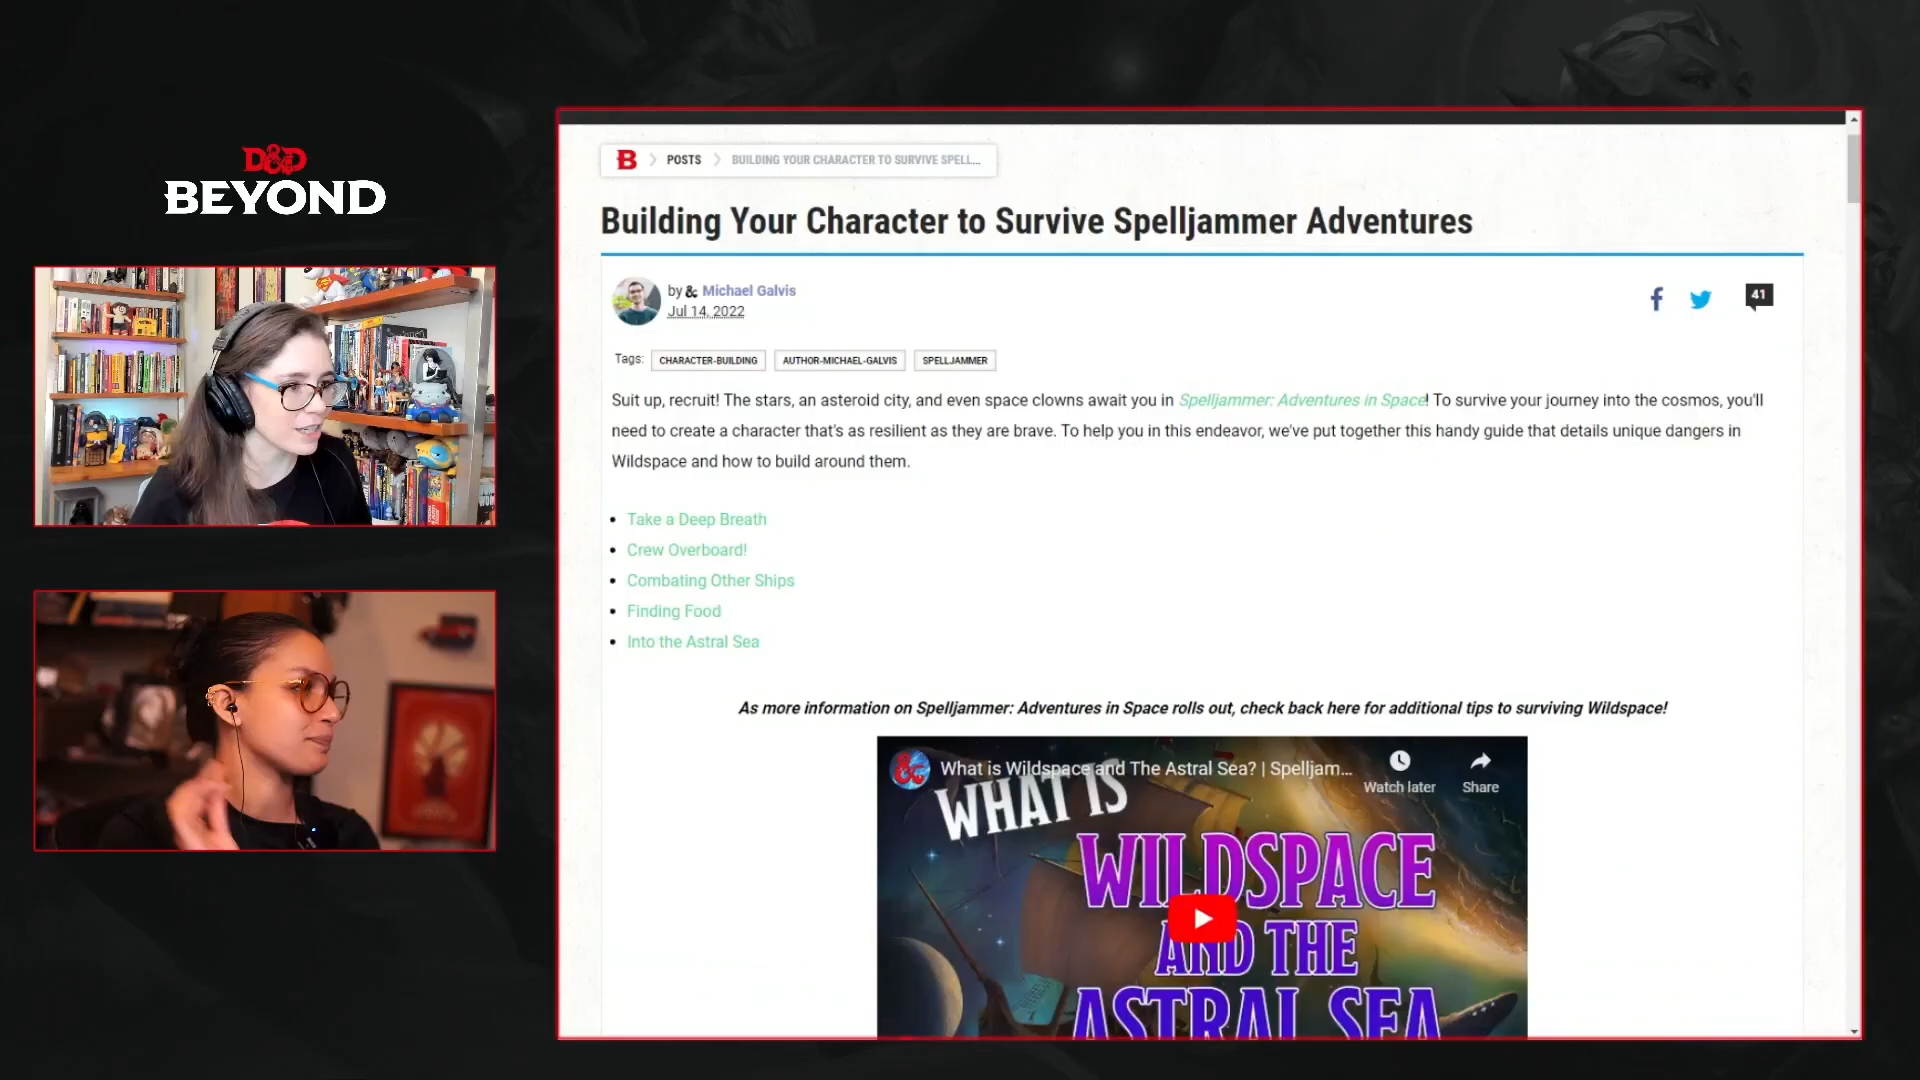 D&D
BEYOND
B POSTS BUILDING YOUR CHARACTER TO SURVIVE SPELL...
Building Your Character to Survive Spelljammer Adventures
by & Michael Galvis
Jul 14, 2022
41
Tags: CHARACTER-BUILDING AUTHOR-MICHAEL-GALVIS SPELLJAMMER
Suit up, recruit! The stars, an asteroid city, and even space clowns await you in Spelljammer: Adventures in Space! To survive your journey into the cosmos, you'll
need to create a character that's as resilient as they are brave. To help you in this endeavor, we've put together this handy guide that details unique dangers in
Wildspace and how to build around them.
• Take a Deep Breath
• Crew Overboard!
• Combating Other Ships
• Finding Food
• Into the Astral Sea
As more information on Spelljammer: Adventures in Space rolls out, check back here for additional tips to surviving Wildspace!
What is Wildspace and The Astral Sea? | Spelljam...
Watch later
Share
WHAT IS
WILDSPACE
AND THE
ASTRAL SEA